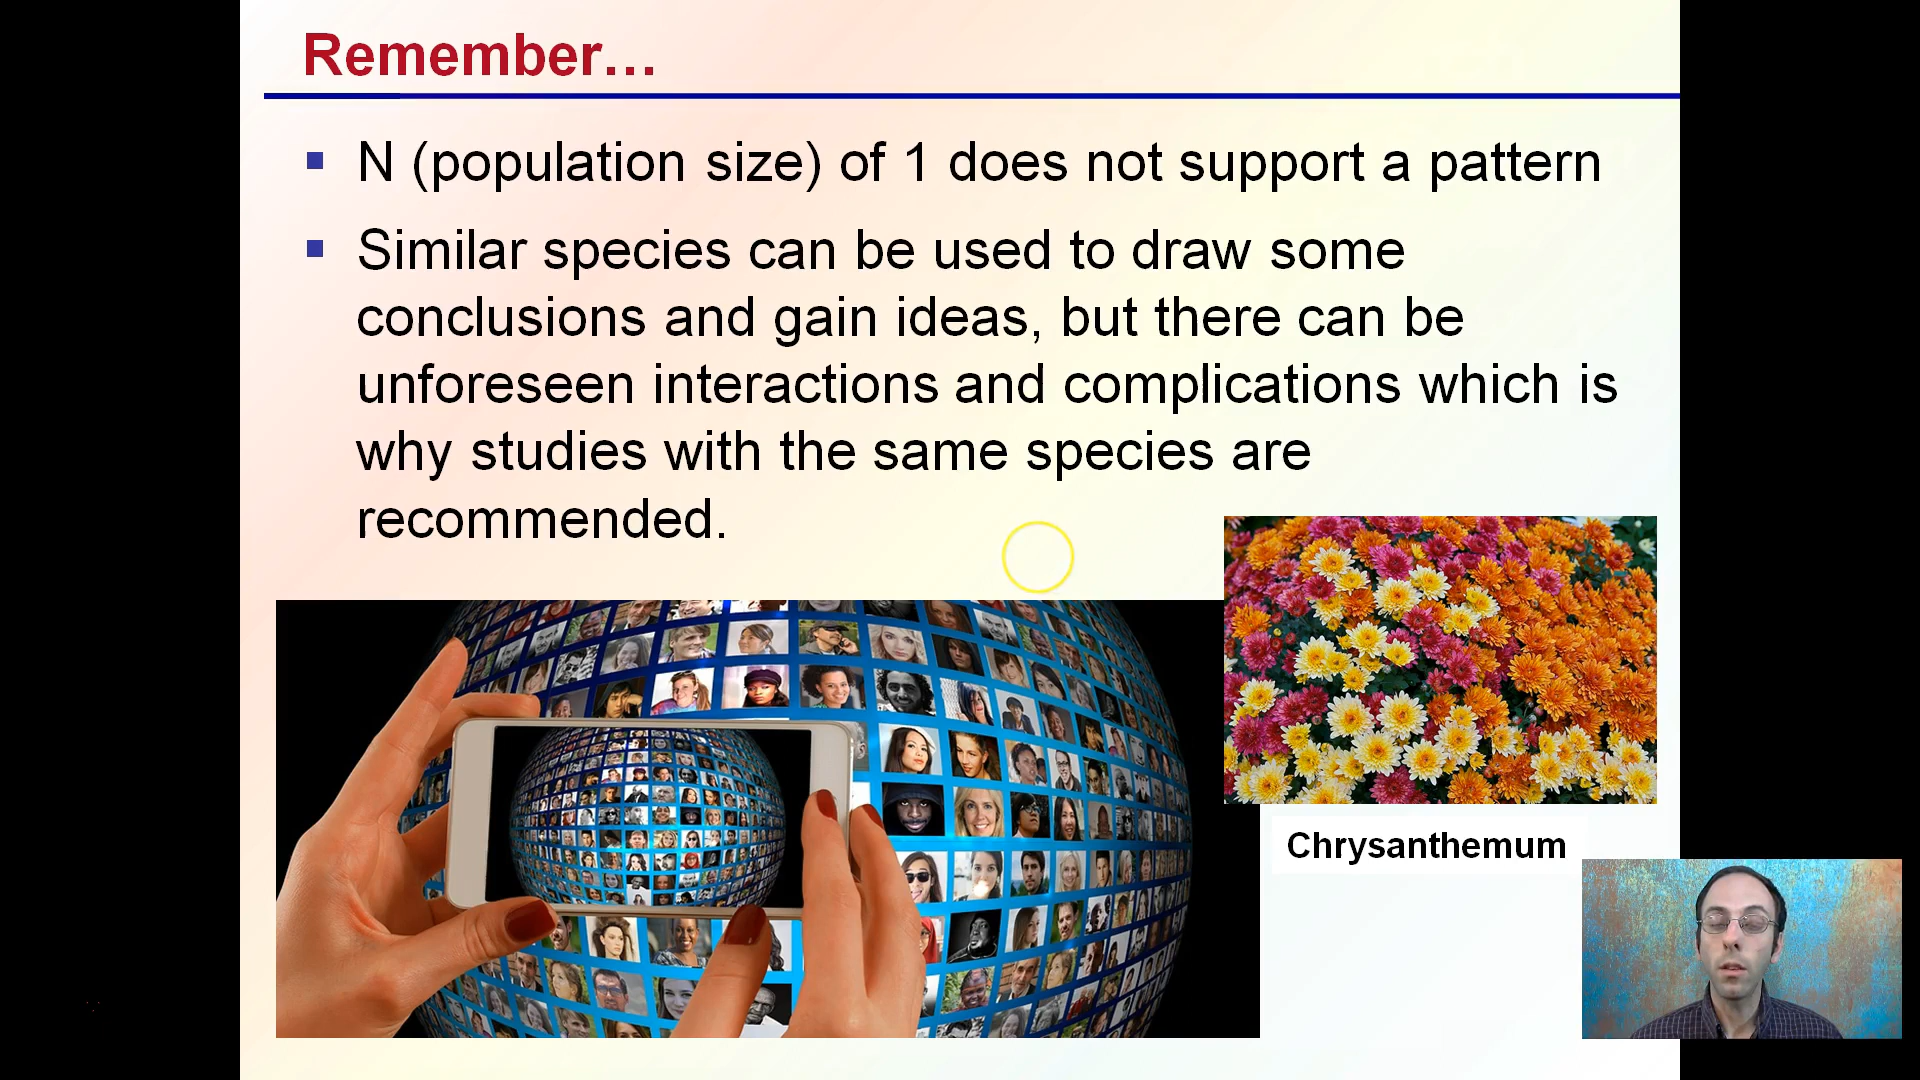 Remember…
N (population size) of 1 does not support a pattern
Similar species can be used to draw some
conclusions and gain ideas, but there can be
unforeseen interactions and complications which is
why studies with the same species are
recommended.
Chrysanthemum